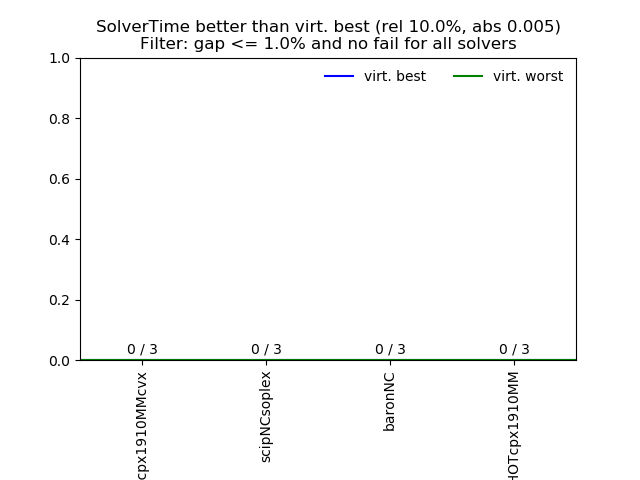 SolverTime better than virt. best (rel 10.0%, abs 0.005)
Filter: gap <= 1.0% and no fail for all solvers
virt. best
virt. worst
1.0
0.8
0.6
0.4
0.2
0.0
0 / 3
0 / 3
0 / 3
0 / 3
cpx1910MMcvx
scipNCsoplex
baronNC
HOTcpx1910MM